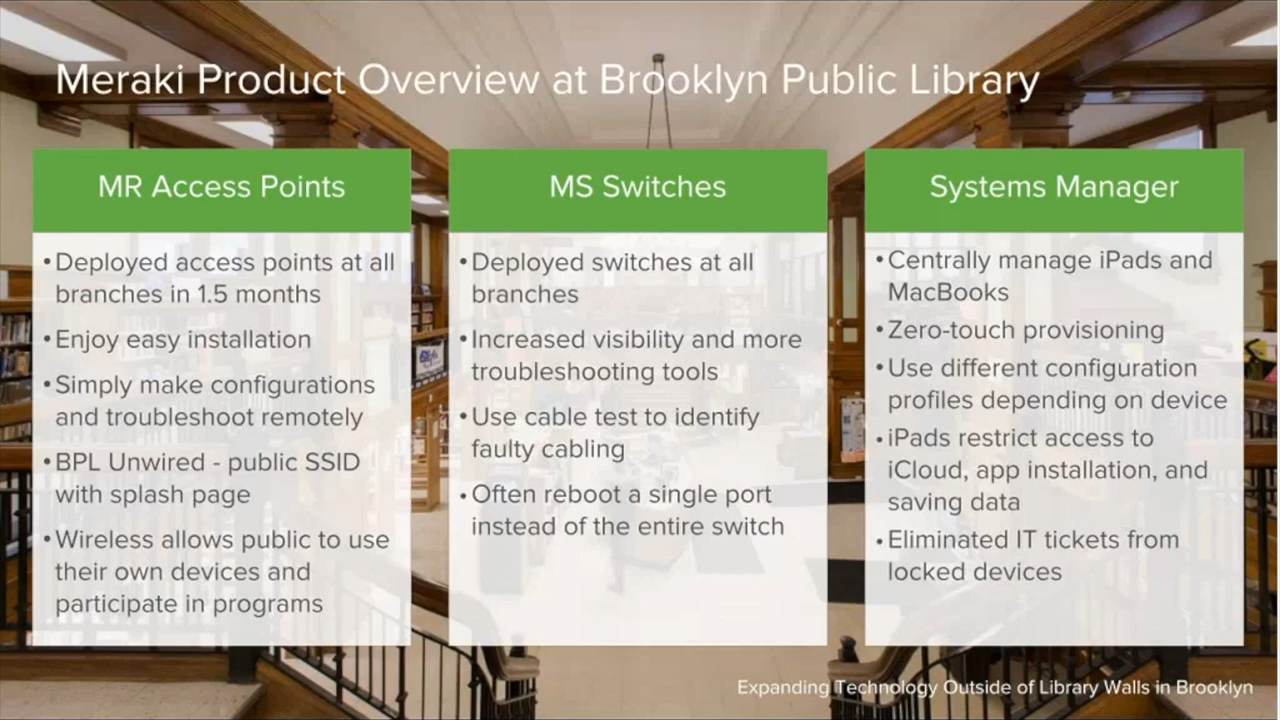 Meraki Product Overview at Brooklyn Public Library
MR Access Points
•Deployed access points at all
branches in 1.5 months
•Enjoy easy installation
•Simply make configurations
and troubleshoot remotely
•BPL Unwired - public SSID
with splash page
•Wireless allows public to use
their own devices and
participate in programs
MS Switches
•Deployed switches at all
branches
•Increased visibility and more
troubleshooting tools
•Use cable test to identify
faulty cabling
•Often reboot a single port
instead of the entire switch
Systems Manager
•Centrally manage iPads and
MacBooks
•Zero-touch provisioning
•Use different configuration
profiles depending on device
•iPads restrict access to
iCloud, app installation, and
saving data
•Eliminated IT tickets from
locked devices
Expanding Technology Outside of Library Walls in Brooklyn